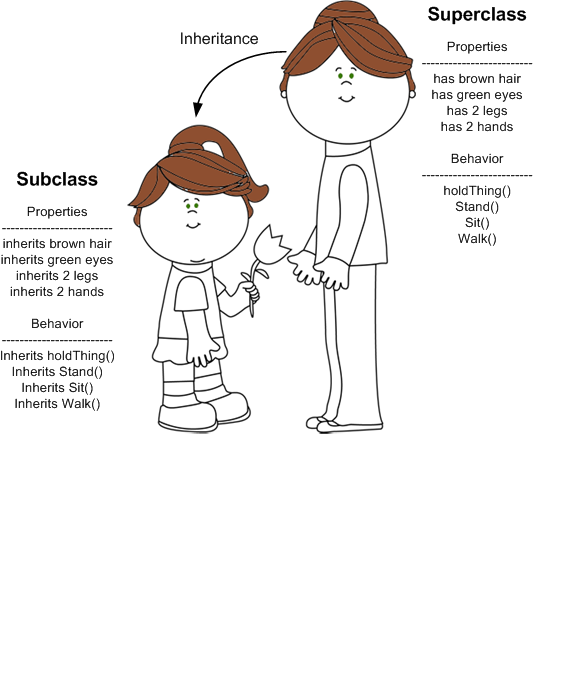 Superclass
Properties
-------------------------
has brown hair
has green eyes
has 2 legs
has 2 hands
Behavior
-------------------------
holdThing()
Stand()
Sit()
Walk()
Inheritance
Subclass
Properties
-------------------------
inherits brown hair
inherits green eyes
inherits 2 legs
inherits 2 hands
Behavior
-------------------------
Inherits holdThing()
Inherits Stand()
Inherits Sit()
Inherits Walk()